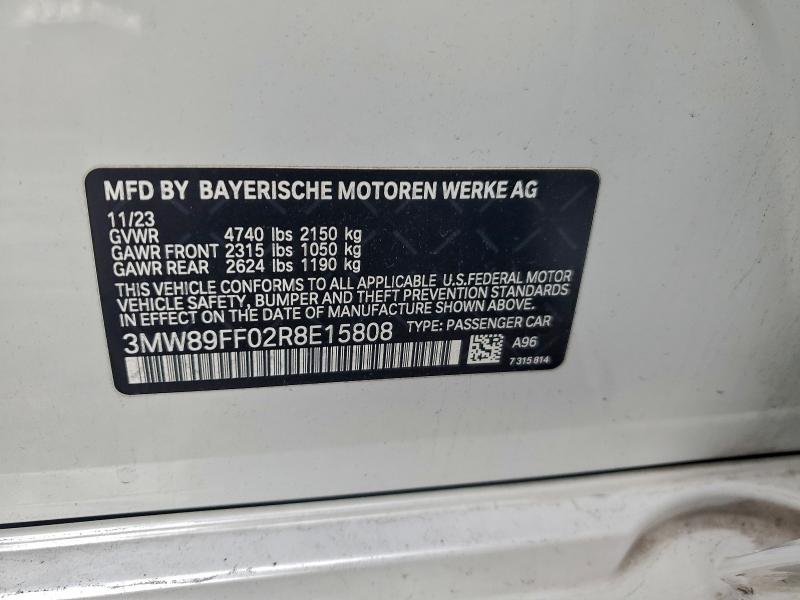 MFD BY BAYERISCHE MOTOREN WERKE AG
11/23
GVWR 4740 lbs 2150 kg
GAWR FRONT 2315 lbs 1050 kg
GAWR REAR 2624 lbs 1190 kg
THIS VEHICLE CONFORMS TO ALL APPLICABLE U.S.FEDERAL MOTOR
VEHICLE SAFETY, BUMPER AND THEFT PREVENTION STANDARDS
IN EFFECT ON THE DATE OF MANUFACTURE SHOWN ABOVE.
3MW89FF02R8E15808 TYPE: PASSENGER CAR
A96
7 315 814